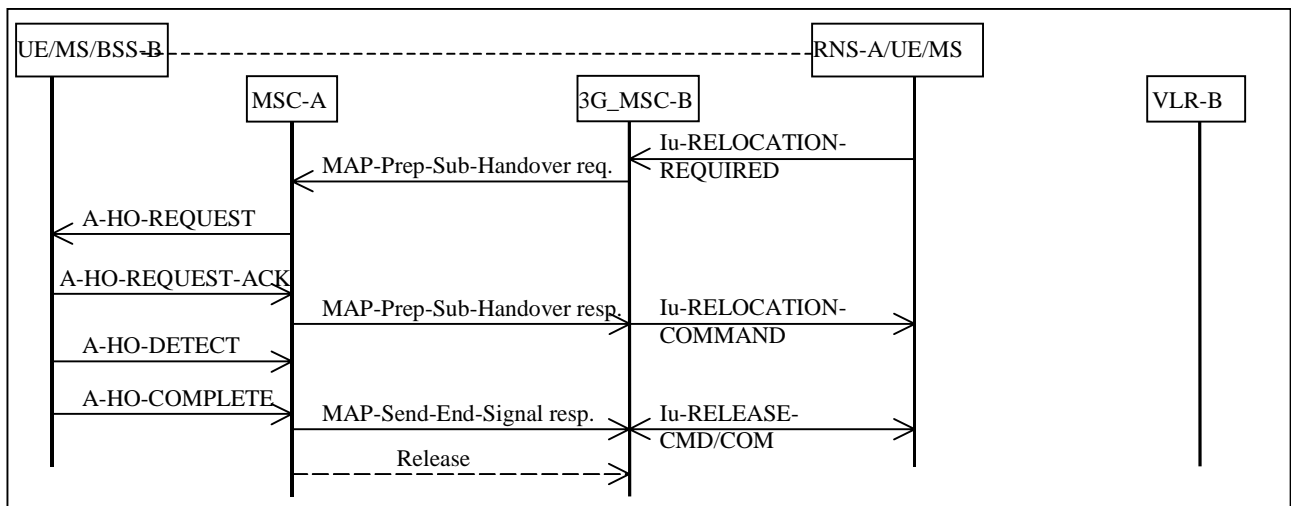 UE/MS/BSS-B
RNS-A/UE/MS
MSC-A
3G_MSC-B
VLR-B
Iu-RELOCATION-
REQUIRED
MAP-Prep-Sub-Handover req.
A-HO-REQUEST
A-HO-REQUEST-ACK
MAP-Prep-Sub-Handover resp.
Iu-RELOCATION-
COMMAND
A-HO-DETECT
A-HO-COMPLETE
MAP-Send-End-Signal resp.
Iu-RELEASE-
CMD/COM
Release